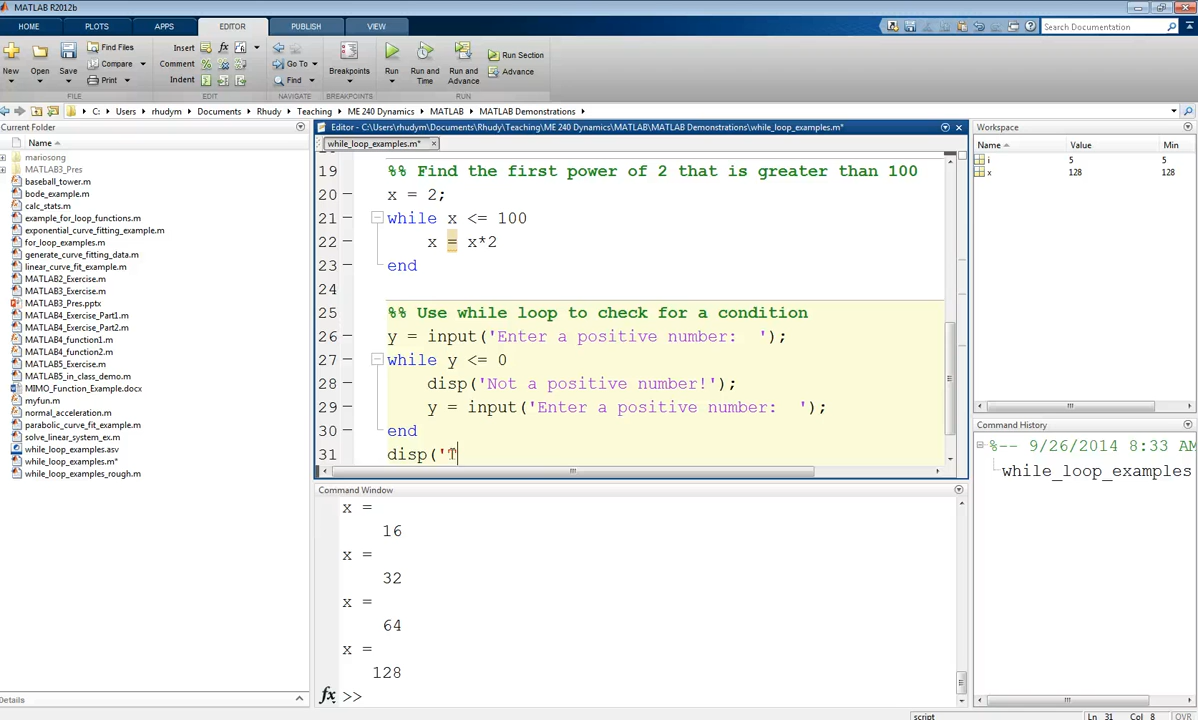 MATLAB R2012b
HOME PLOTS APPS EDITOR PUBLISH VIEW
Search Documentation
New Open Save Find Files Compare Print
Insert Comment Indent
Go To Find
Breakpoints
Run Run and Time Run and Advance Run Section Advance
FILE EDIT NAVIGATE BREAKPOINTS RUN
C: Users rhudym Documents Rhudy Teaching ME 240 Dynamics MATLAB MATLAB Demonstrations
Current Folder
Name
mariosong
MATLAB3_Pres
baseball_tower.m
bode_example.m
calc_stats.m
example_for_loop_functions.m
exponential_curve_fitting_example.m
for_loop_examples.m
generate_curve_fitting_data.m
linear_curve_fit_example.m
MATLAB2_Exercise.m
MATLAB3_Exercise.m
MATLAB3_Pres.pptx
MATLAB4_Exercise_Part1.m
MATLAB4_Exercise_Part2.m
MATLAB4_function1.m
MATLAB4_function2.m
MATLAB5_Exercise.m
MATLAB5_in_class_demo.m
MIMO_Function_Example.docx
myfun.m
normal_acceleration.m
parabolic_curve_fit_example.m
solve_linear_system_ex.m
while_loop_examples.asv
while_loop_examples.m*
while_loop_examples_rough.m
Details
Editor - C:\Users\rhudym\Documents\Rhudy\Teaching\ME 240 Dynamics\MATLAB\MATLAB Demonstrations\while_loop_examples.m*
while_loop_examples.m*
19 %% Find the first power of 2 that is greater than 100
20 x = 2;
21 while x <= 100
22 x = x*2
23 end
24
25 %% Use while loop to check for a condition
26 y = input('Enter a positive number:  ');
27 while y <= 0
28 disp('Not a positive number!');
29 y = input('Enter a positive number:  ');
30 end
31 disp('
Command Window
x =
16
x =
32
x =
64
x =
128
fx >>
Workspace
Name Value Min
i 5 5
x 128 128
Command History
%-- 9/26/2014 8:33 AM
while_loop_examples
script Ln 31 Col 8 OVR